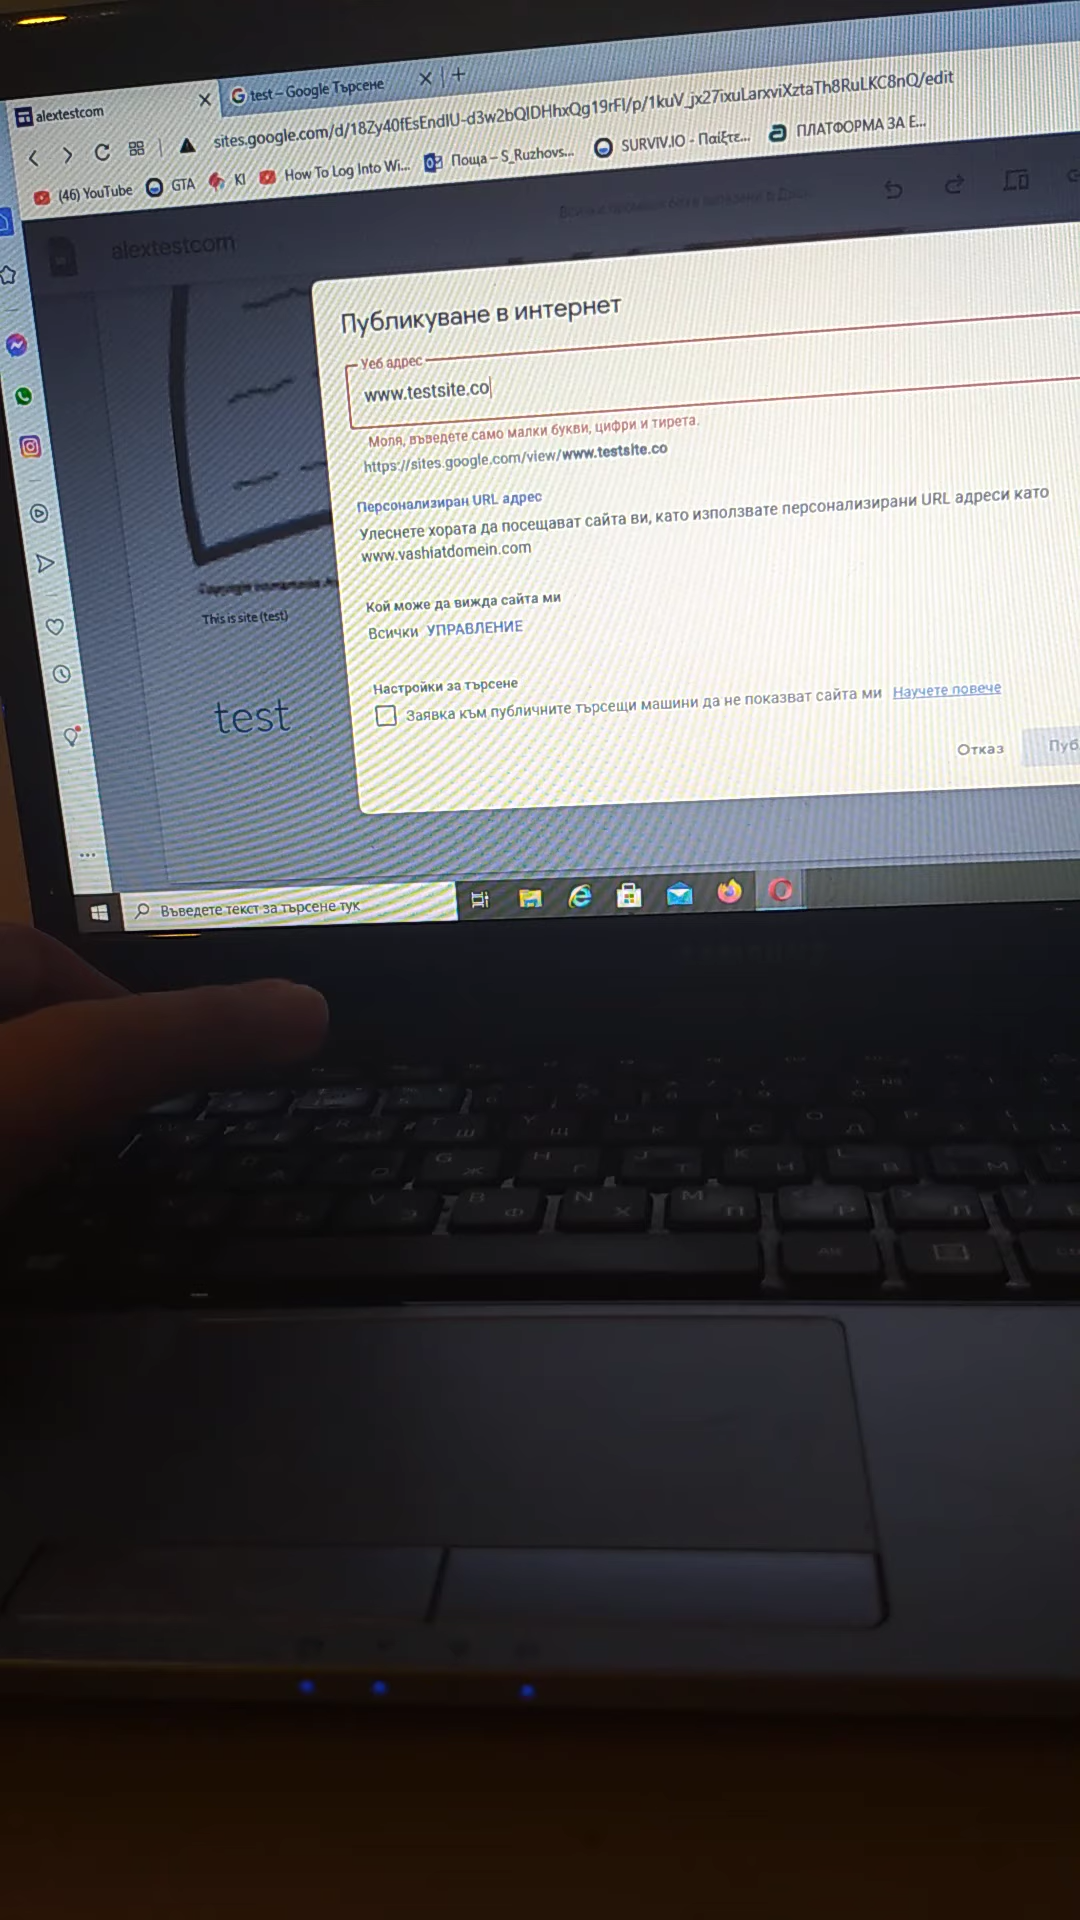 alextestcom
test – Google Търсене
sites.google.com/d/18Zy40fEsEndIU-d3w2bQIDHhxQg19rFl/p/1kuV_jx27ixuLarxviXztaTh8RuLKC8nQ/edit
(46) YouTube GTA KI How To Log Into Wi... Поща – S_Ruzhovs... SURVIV.IO - Παίξτε... ПЛАТФОРМА ЗА Е...
alextestcom
Публикуване в интернет
Уеб адрес
www.testsite.co
Моля, въведете само малки букви, цифри и тирета.
https://sites.google.com/view/www.testsite.co
Персонализиран URL адрес
Улеснете хората да посещават сайта ви, като използвате персонализирани URL адреси като
www.vashiatdomein.com
Кой може да вижда сайта ми
Всички УПРАВЛЕНИЕ
Настройки за търсене
Заявка към публичните търсещи машини да не показват сайта ми Научете повече
Отказ Пуб
This is site (test)
test
Въведете текст за търсене тук
G Ж H Г J Т K Н L В М
V З B Ф N Х M П Р Л